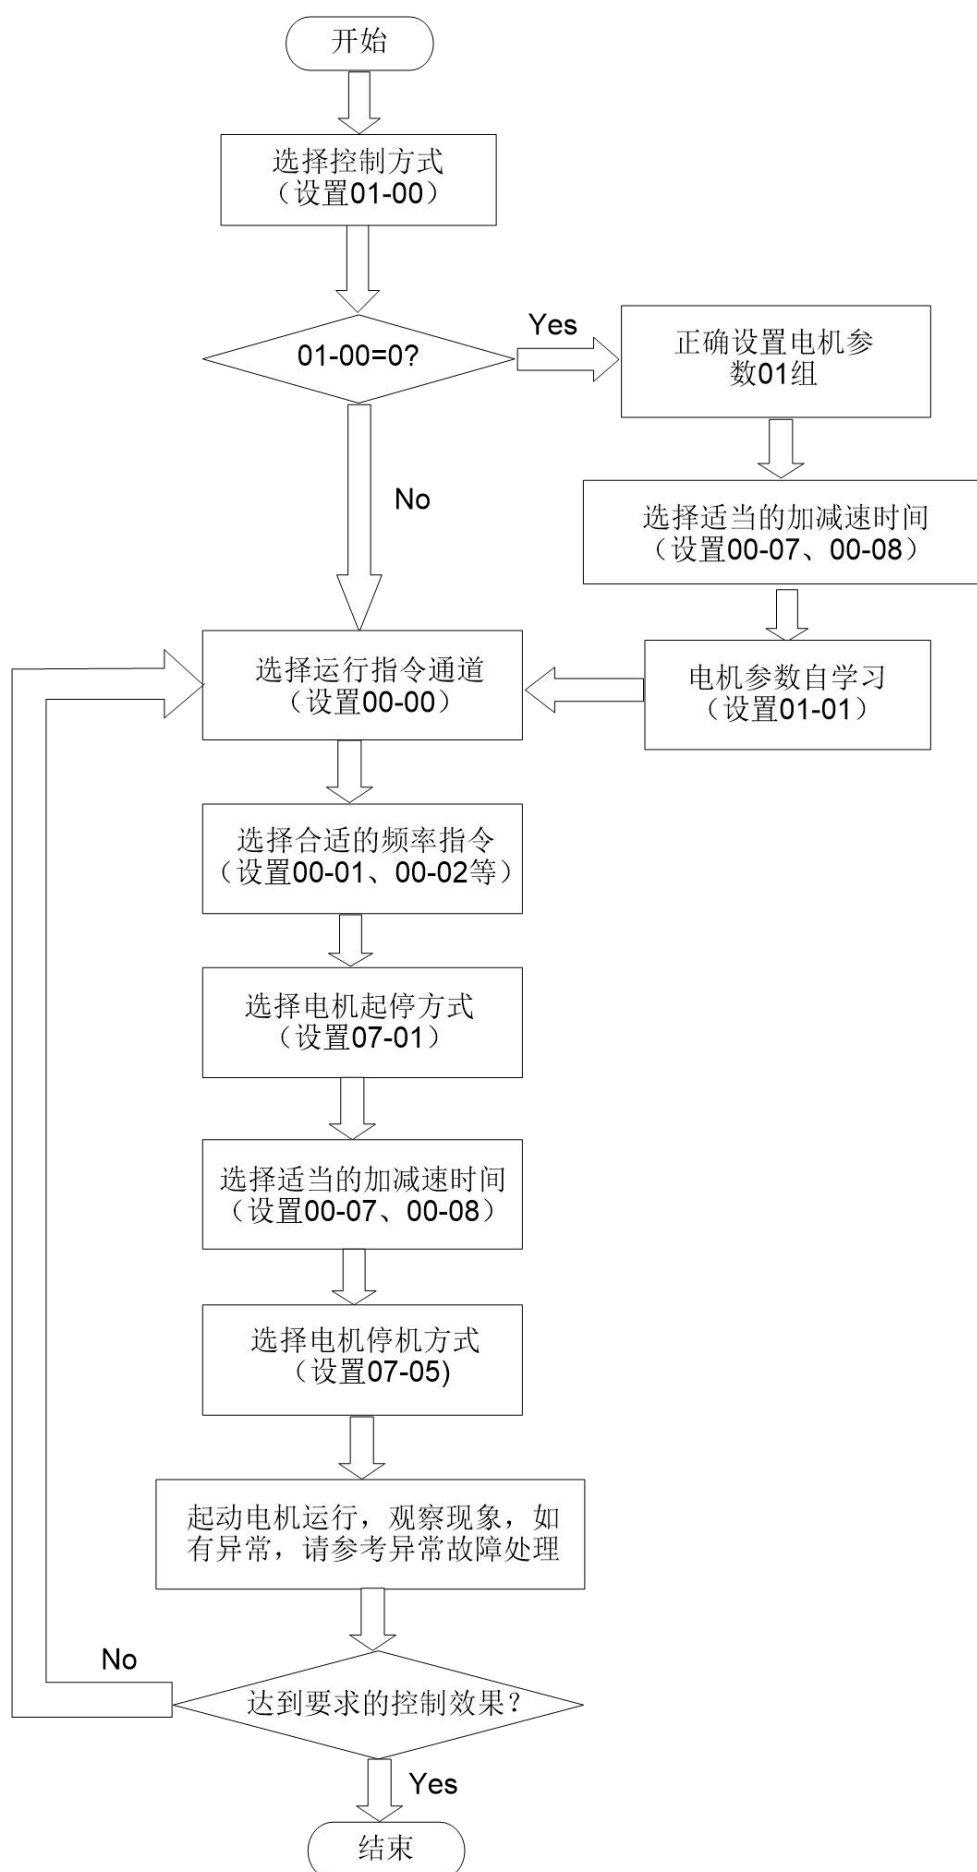 开始
选择控制方式
（设置01-00）
01-00=0?
Yes
正确设置电机参
数01组
No
选择适当的加减速时间
（设置00-07、00-08）
选择运行指令通道
（设置00-00）
电机参数自学习
（设置01-01）
选择合适的频率指令
（设置00-01、00-02等）
选择电机起停方式
（设置07-01）
选择适当的加减速时间
（设置00-07、00-08）
选择电机停机方式
（设置07-05)
起动电机运行，观察现象，如
有异常，请参考异常故障处理
No
达到要求的控制效果？
Yes
结束